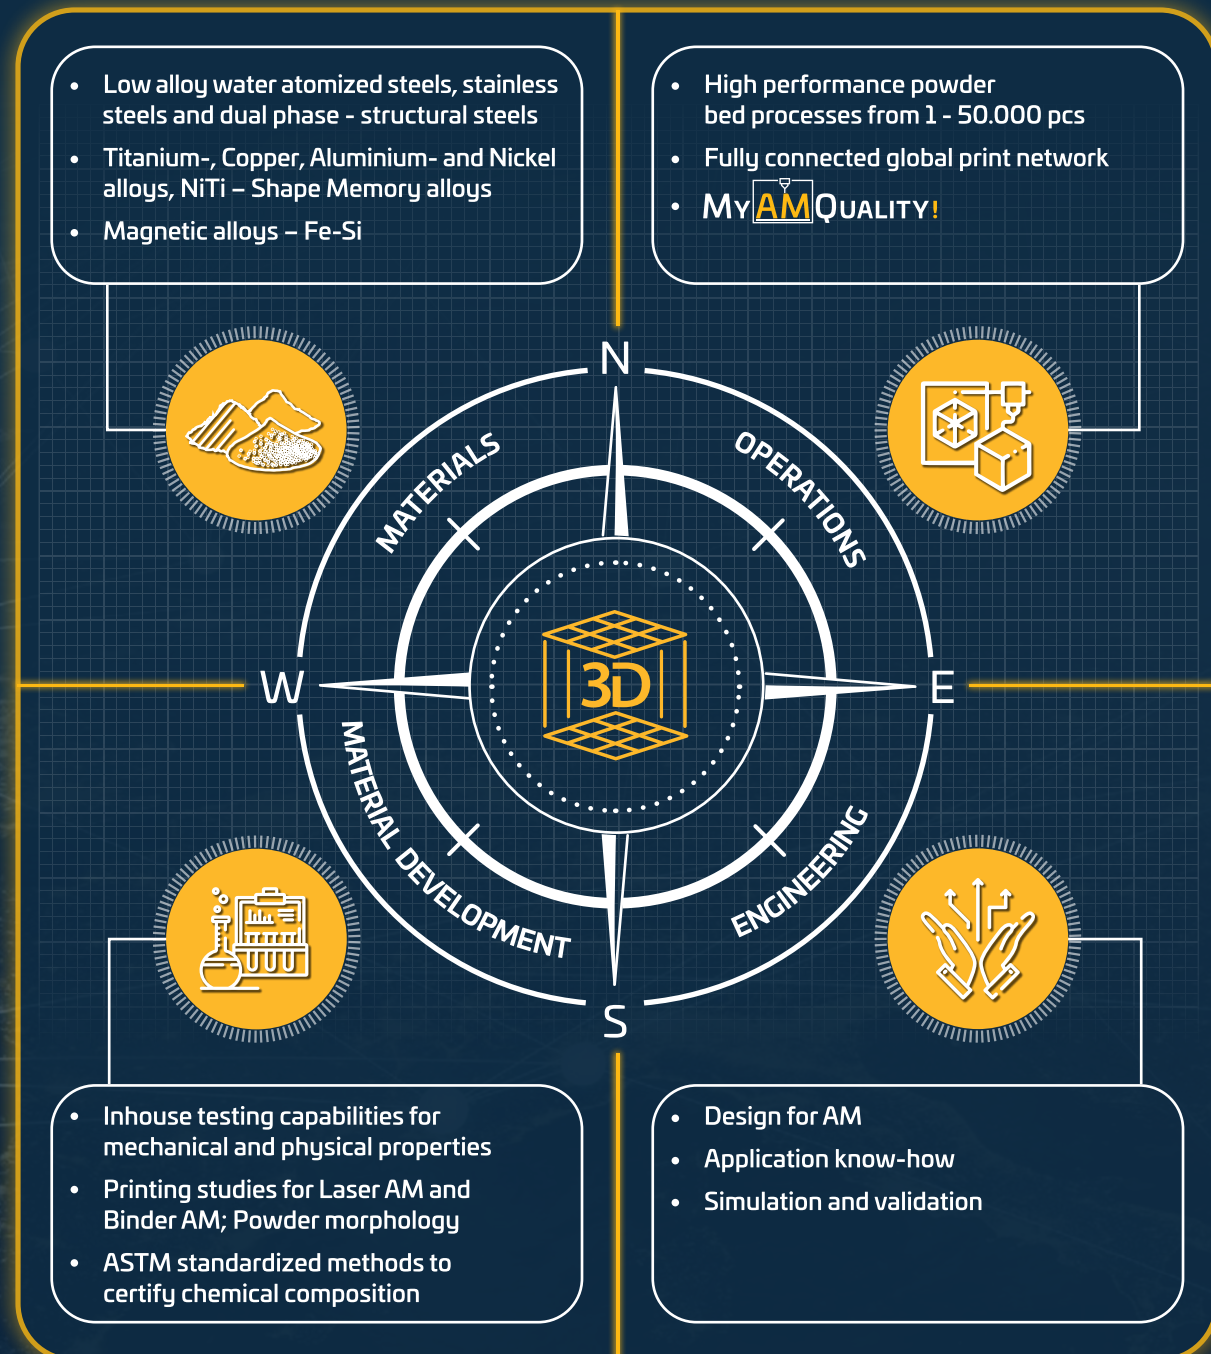 • Low alloy water atomized steels, stainless
steels and dual phase - structural steels
• Titanium-, Copper, Aluminium- and Nickel
alloys, NiTi – Shape Memory alloys
• Magnetic alloys – Fe-Si
• High performance powder
bed processes from 1 - 50.000 pcs
• Fully connected global print network
• MYAMQUALITY!
N
MATERIALS
OPERATIONS
W
3D
E
MATERIAL DEVELOPMENT
ENGINEERING
S
• Inhouse testing capabilities for
mechanical and physical properties
• Printing studies for Laser AM and
Binder AM; Powder morphology
• ASTM standardized methods to
certify chemical composition
• Design for AM
• Application know-how
• Simulation and validation